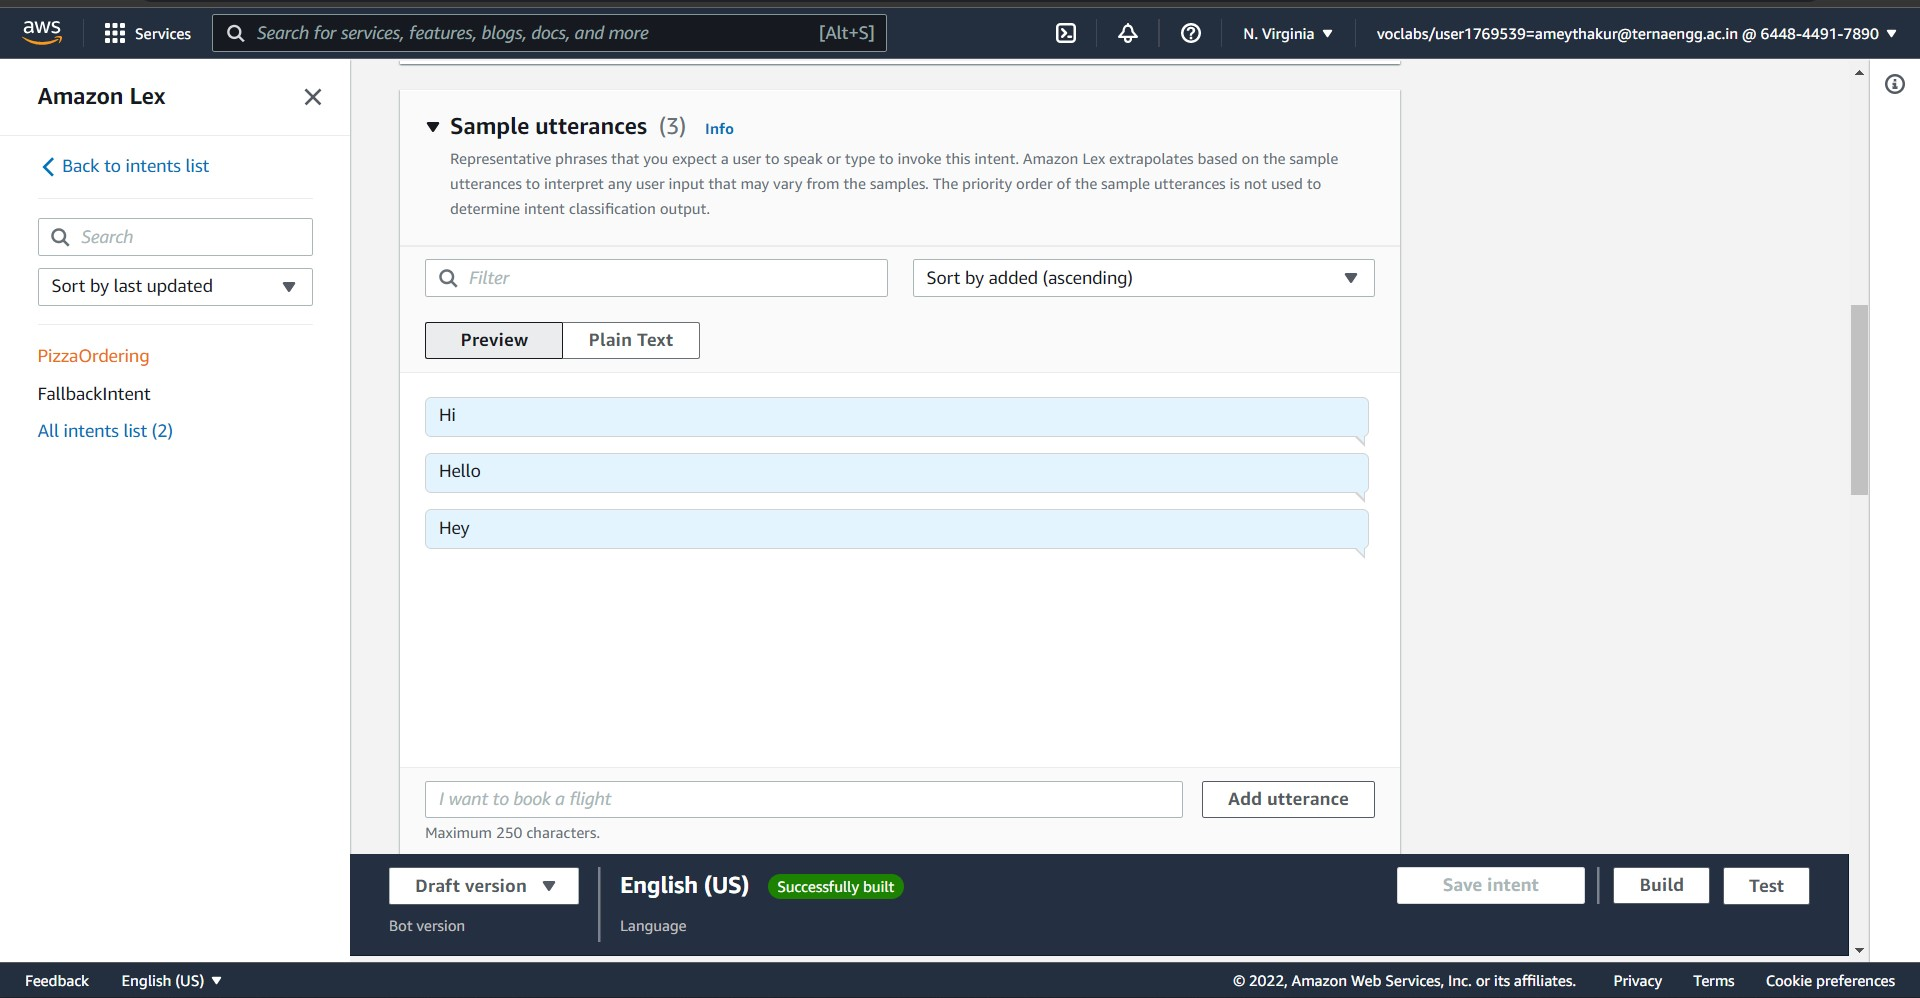 aws
Services
Search for services, features, blogs, docs, and more
[Alt+S]
N. Virginia
voclabs/user1769539=ameythakur@ternaengg.ac.in @ 6448-4491-7890
Amazon Lex
Back to intents list
Search
Sort by last updated
PizzaOrdering
FallbackIntent
All intents list (2)
Sample utterances (3) Info
Representative phrases that you expect a user to speak or type to invoke this intent. Amazon Lex extrapolates based on the sample
utterances to interpret any user input that may vary from the samples. The priority order of the sample utterances is not used to
determine intent classification output.
Filter
Sort by added (ascending)
Preview
Plain Text
Hi
Hello
Hey
I want to book a flight
Add utterance
Maximum 250 characters.
Draft version
Bot version
English (US)
Successfully built
Language
Save intent
Build
Test
Feedback
English (US)
© 2022, Amazon Web Services, Inc. or its affiliates.
Privacy
Terms
Cookie preferences